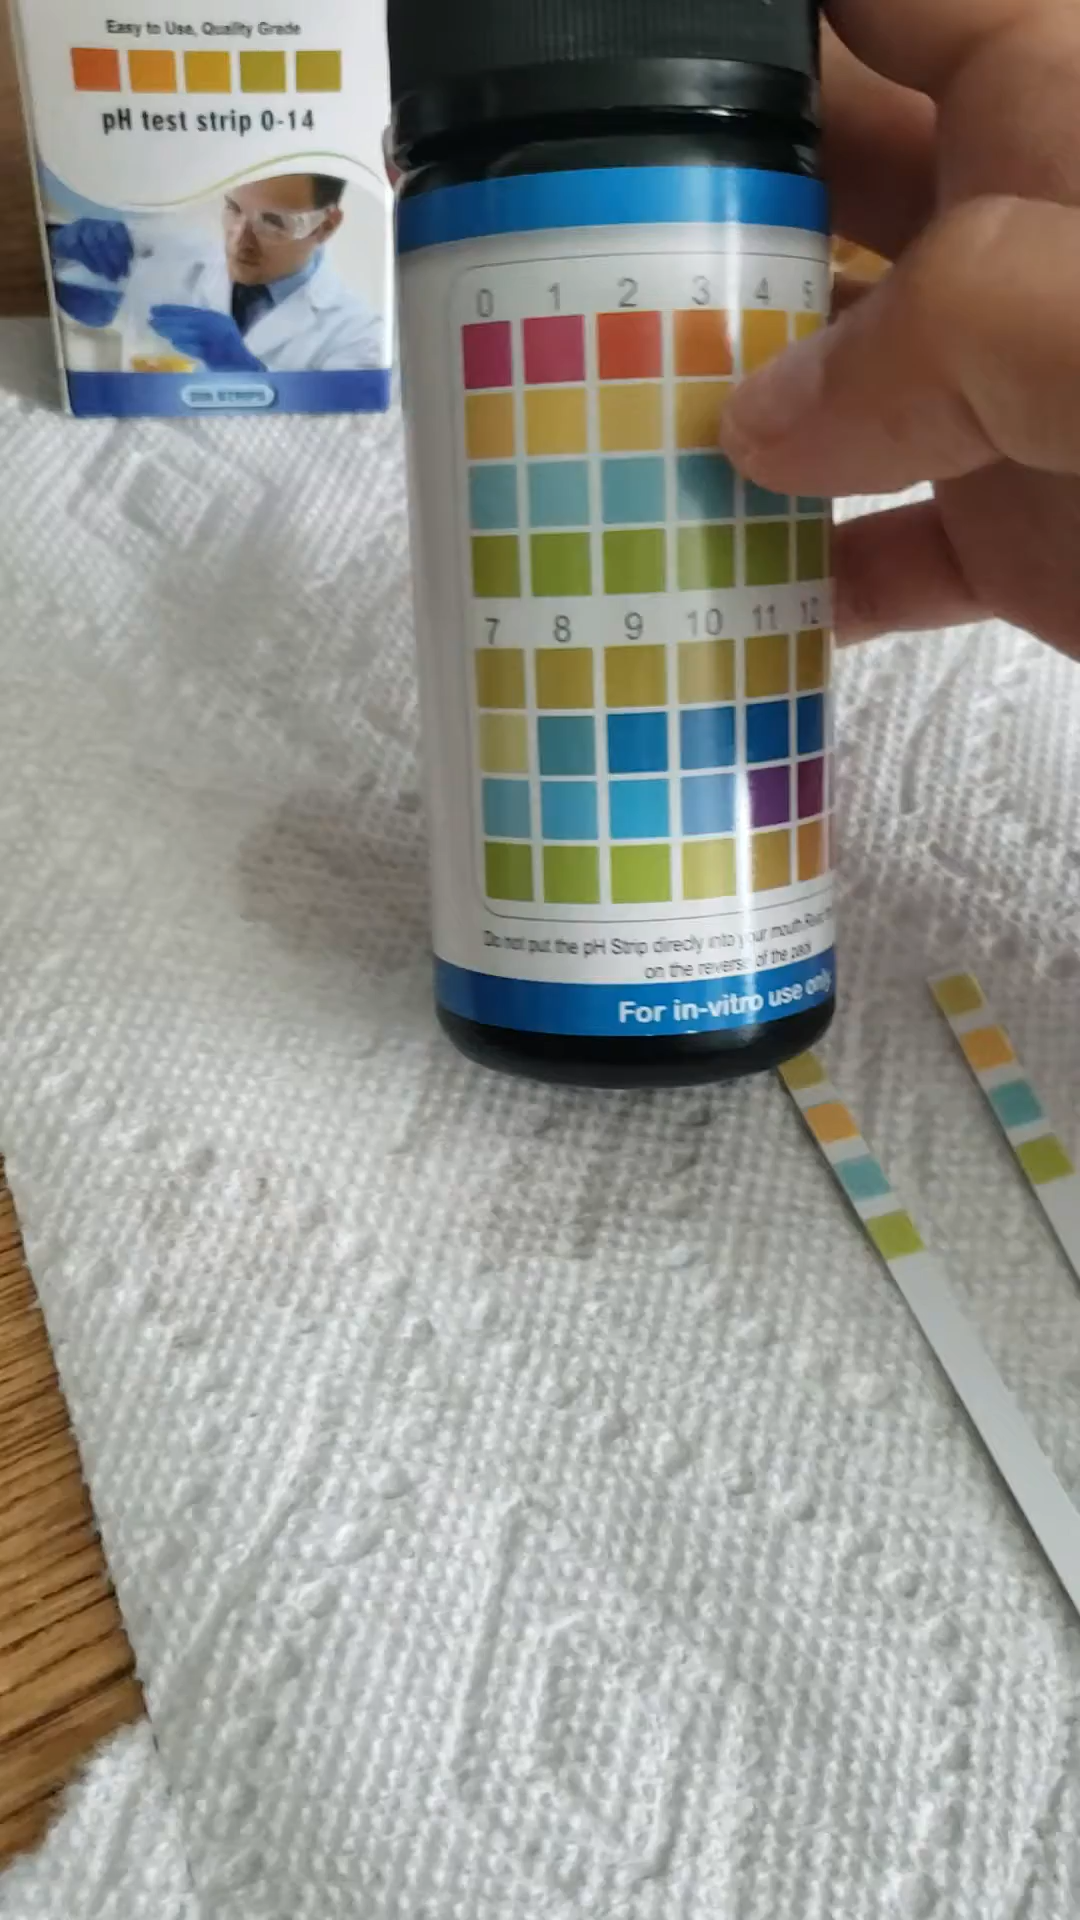 Easy to Use, Quality Grade
pH test strip 0-14
0 1 2 3 4 5
7 8 9 10 11 12
Do not put the pH Strip direcly into your mouth.
on the reverse of the pack
For in-vitro use only